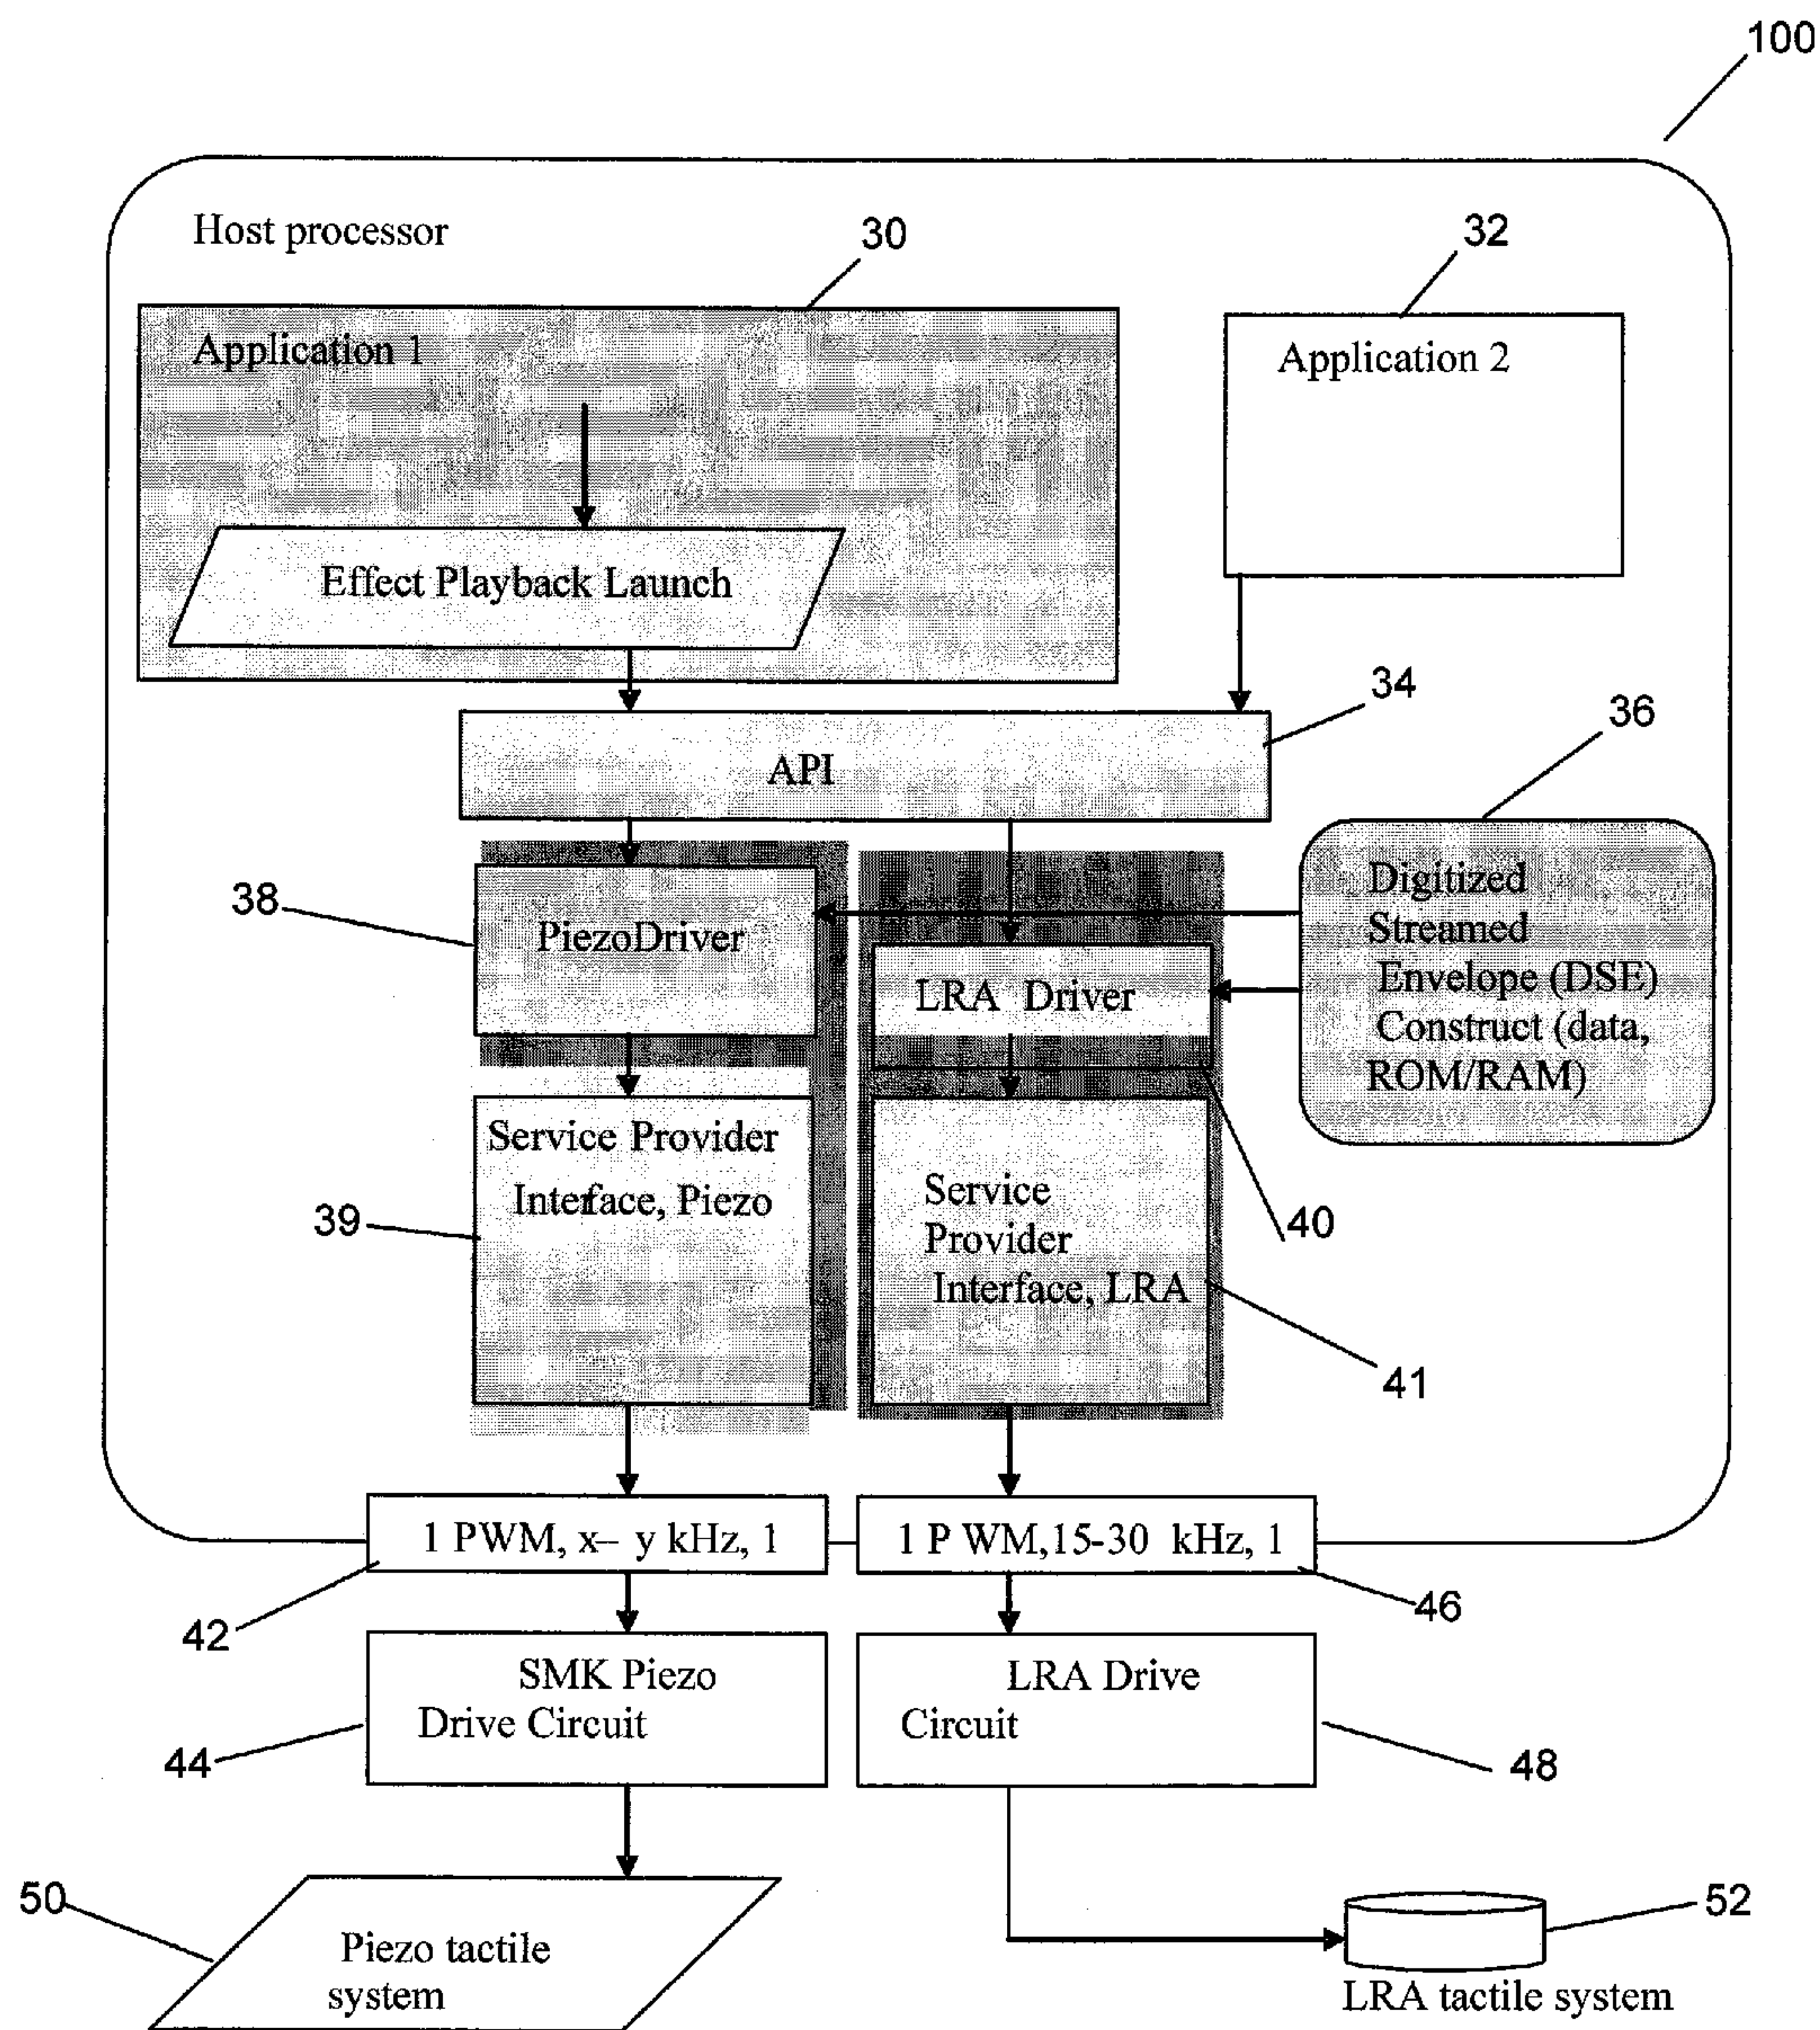 100
Host processor
30
32
Application 1
Application 2
Effect Playback Launch
34
36
API
Digitized
Streamed
Envelope (DSE)
Construct (data,
ROM/RAM)
38
PiezoDriver
LRA Driver
Service Provider
Interface, Piezo
39
Service
Provider
Interface, LRA
40
41
1 PWM, x– y kHz, 1
1 P WM,15-30 kHz, 1
42
46
SMK Piezo
Drive Circuit
LRA Drive
Circuit
44
48
50
Piezo tactile
system
52
LRA tactile system